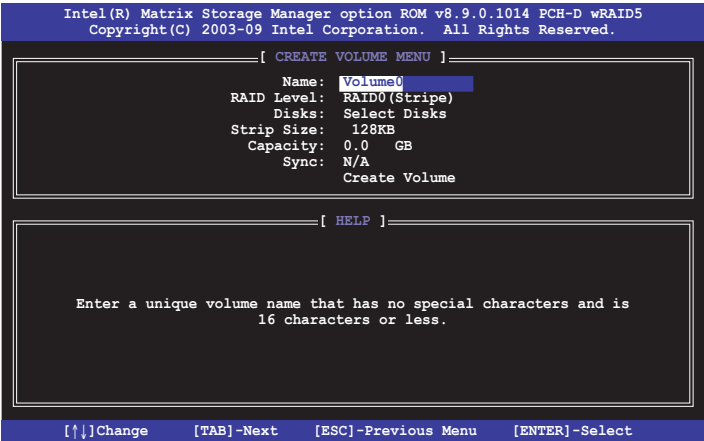 Intel(R) Matrix Storage Manager option ROM v8.9.0.1014 PCH-D wRAID5
Copyright(C) 2003-09 Intel Corporation. All Rights Reserved.
[ CREATE VOLUME MENU ]
Name: Volume0
RAID Level: RAID0(Stripe)
Disks: Select Disks
Strip Size: 128KB
Capacity: 0.0 GB
Sync: N/A
Create Volume
[ HELP ]
Enter a unique volume name that has no special characters and is
16 characters or less.
[↑↓]Change [TAB]-Next [ESC]-Previous Menu [ENTER]-Select